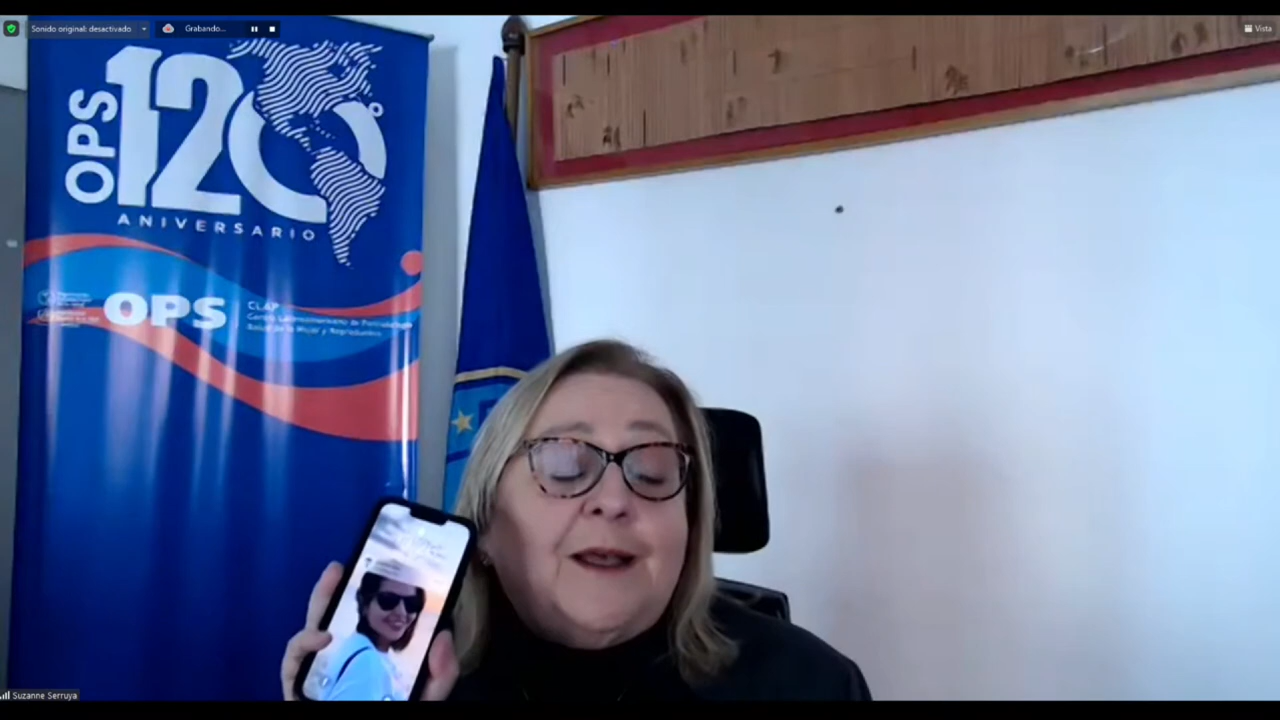 Sonido original: desactivado
Grabando...
Vista
OPS
120°
ANIVERSARIO
OPS
CLAP
Centro Latinoamericano de Perinatología
Salud de la Mujer y Reproductiva
Suzanne Serruya